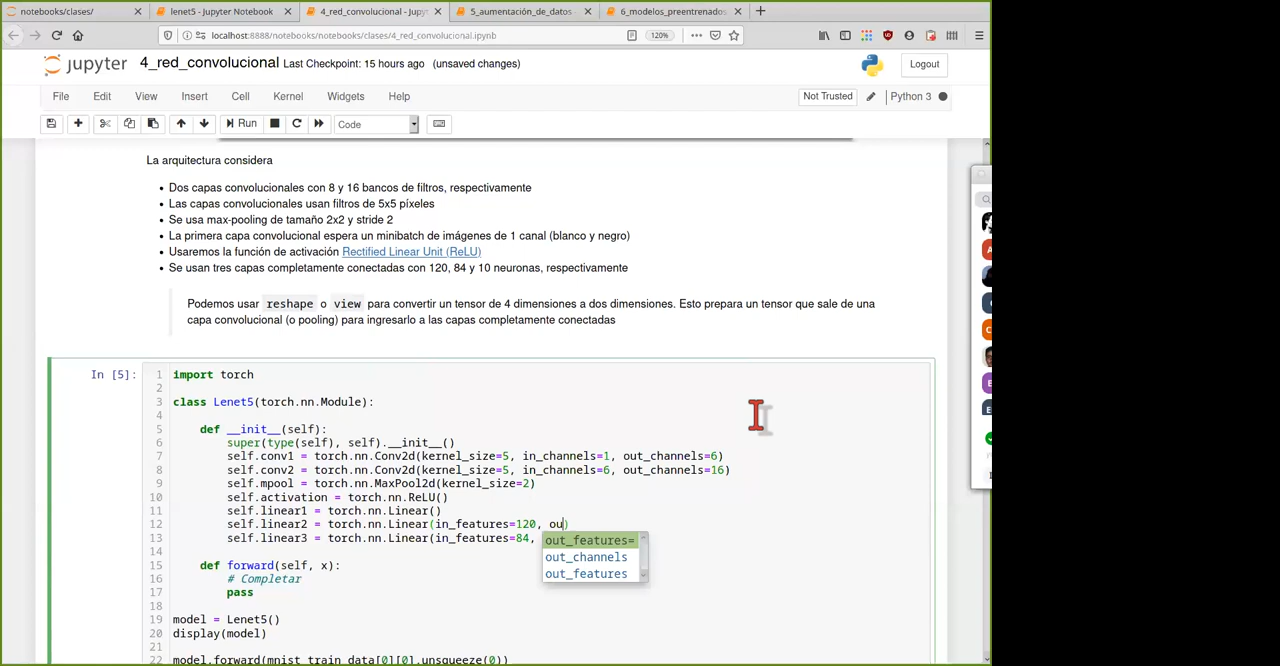 notebooks/clases/
lenet5 - Jupyter Notebook
4_red_convolucional - Jupy
5_aumentación_de_datos -
6_modelos_preentrenados
localhost:8888/notebooks/notebooks/clases/4_red_convolucional.ipynb
120%
jupyter 4_red_convolucional Last Checkpoint: 15 hours ago (unsaved changes)
Logout
File Edit View Insert Cell Kernel Widgets Help
Not Trusted
Python 3
Run
Code
La arquitectura considera
• Dos capas convolucionales con 8 y 16 bancos de filtros, respectivamente
• Las capas convolucionales usan filtros de 5x5 píxeles
• Se usa max-pooling de tamaño 2x2 y stride 2
• La primera capa convolucional espera un minibatch de imágenes de 1 canal (blanco y negro)
• Usaremos la función de activación Rectified Linear Unit (ReLU)
• Se usan tres capas completamente conectadas con 120, 84 y 10 neuronas, respectivamente
Podemos usar reshape o view para convertir un tensor de 4 dimensiones a dos dimensiones. Esto prepara un tensor que sale de una
capa convolucional (o pooling) para ingresarlo a las capas completamente conectadas
In [5]:
1 import torch
2
3 class Lenet5(torch.nn.Module):
4
5 def __init__(self):
6 super(type(self), self).__init__()
7 self.conv1 = torch.nn.Conv2d(kernel_size=5, in_channels=1, out_channels=6)
8 self.conv2 = torch.nn.Conv2d(kernel_size=5, in_channels=6, out_channels=16)
9 self.mpool = torch.nn.MaxPool2d(kernel_size=2)
10 self.activation = torch.nn.ReLU()
11 self.linear1 = torch.nn.Linear()
12 self.linear2 = torch.nn.Linear(in_features=120, ou)
13 self.linear3 = torch.nn.Linear(in_features=84,
out_features=
out_channels
out_features
14
15 def forward(self, x):
16 # Completar
17 pass
18
19 model = Lenet5()
20 display(model)
21
22 model.forward(mnist_train_data[0][0].unsqueeze(0))